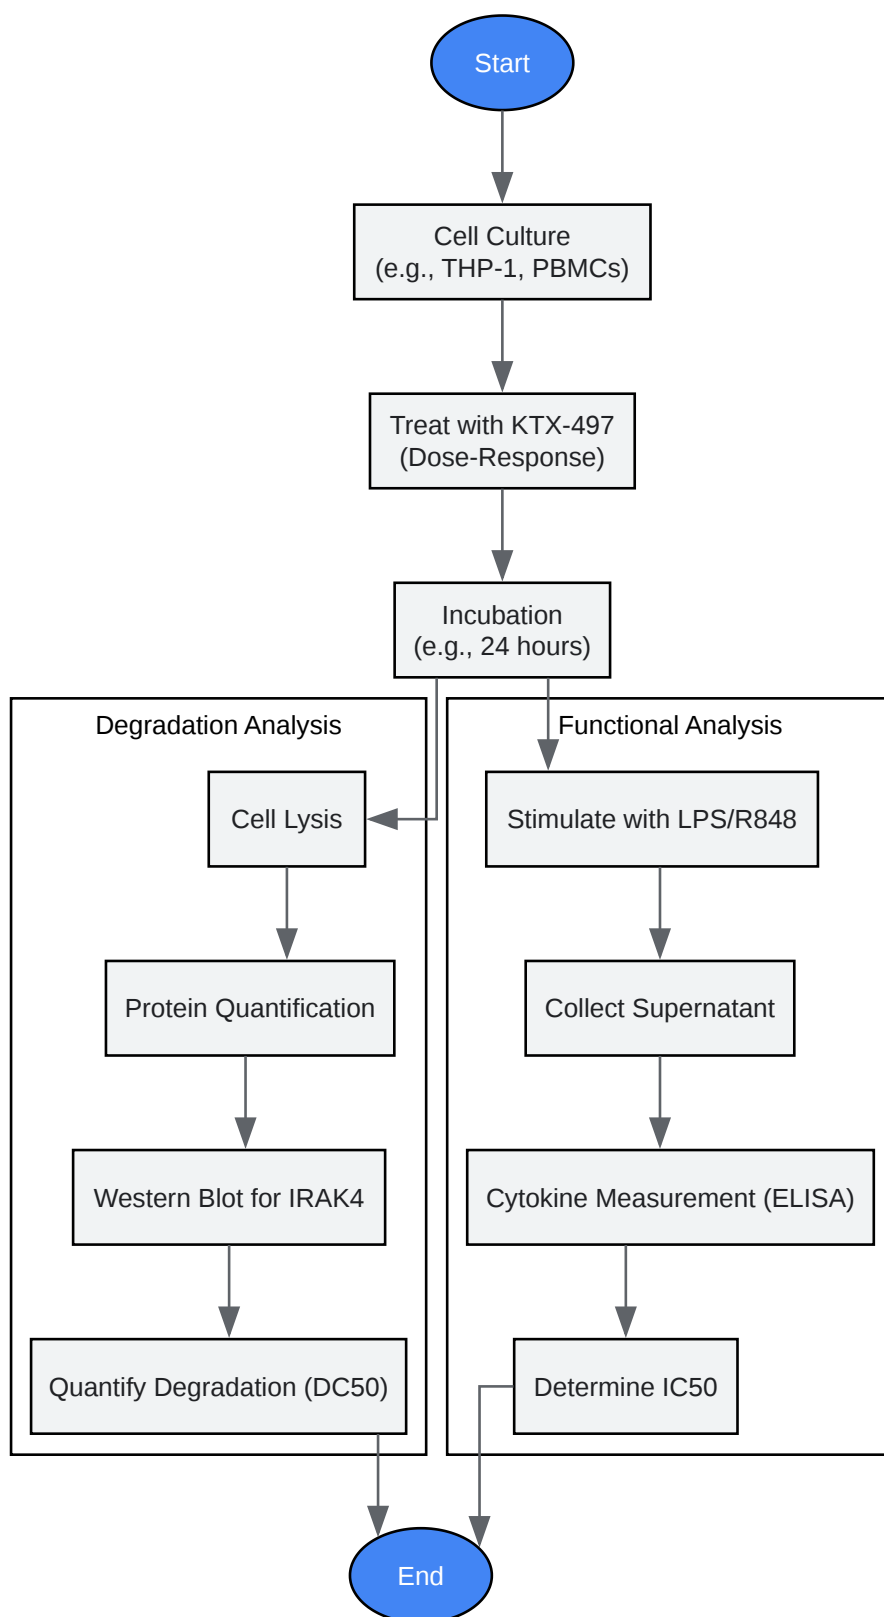 Start
Cell Culture
(e.g., THP-1, PBMCs)
Treat with KTX-497
(Dose-Response)
Incubation
(e.g., 24 hours)
Degradation Analysis
Cell Lysis
Protein Quantification
Western Blot for IRAK4
Quantify Degradation (DC50)
Functional Analysis
Stimulate with LPS/R848
Collect Supernatant
Cytokine Measurement (ELISA)
Determine IC50
End